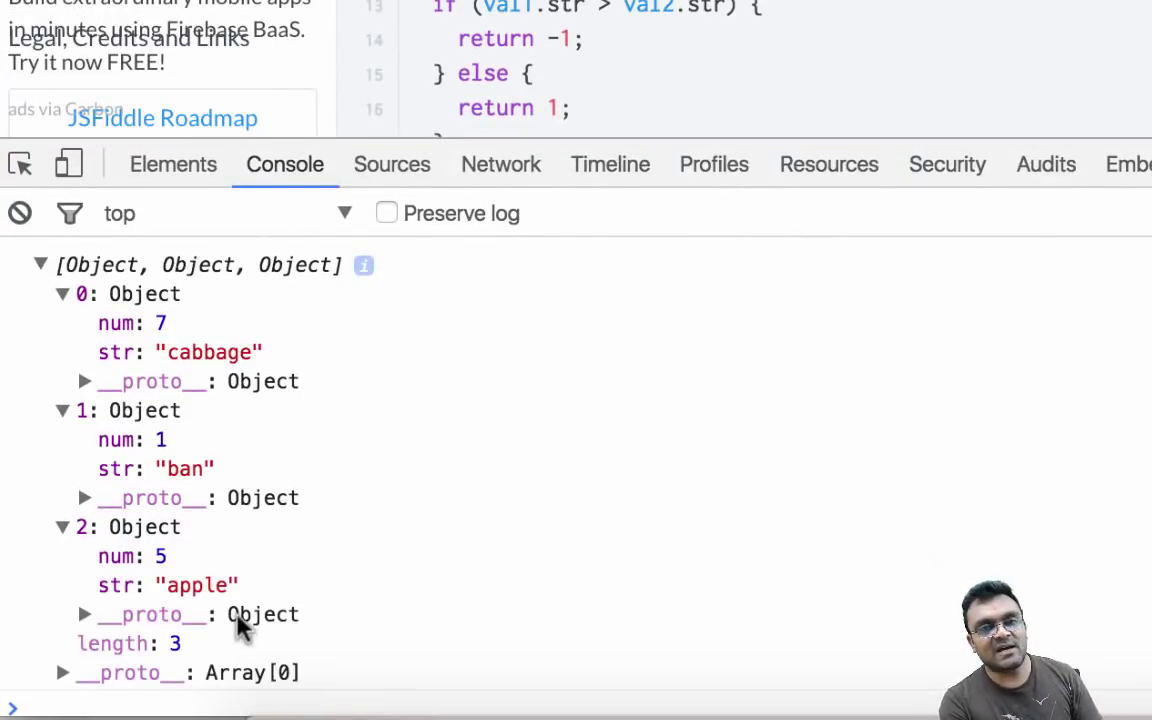 Build extraordinary mobile apps
in minutes using Firebase BaaS.
Legal, Credits and Links
Try it now FREE!
ads via Carbon
JSFiddle Roadmap
13 if (val1.str > val2.str) {
14 return -1;
15 } else {
16 return 1;
Elements Console Sources Network Timeline Profiles Resources Security Audits Embe
top Preserve log
[Object, Object, Object] i
0: Object
num: 7
str: "cabbage"
__proto__: Object
1: Object
num: 1
str: "ban"
__proto__: Object
2: Object
num: 5
str: "apple"
__proto__: Object
length: 3
__proto__: Array[0]